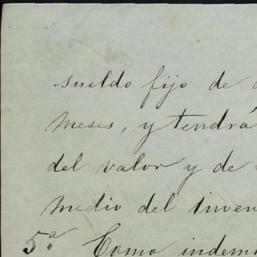 sueldo fijo de
meses, y tendrá
del valor y de
medio del inven
5ª Como indem